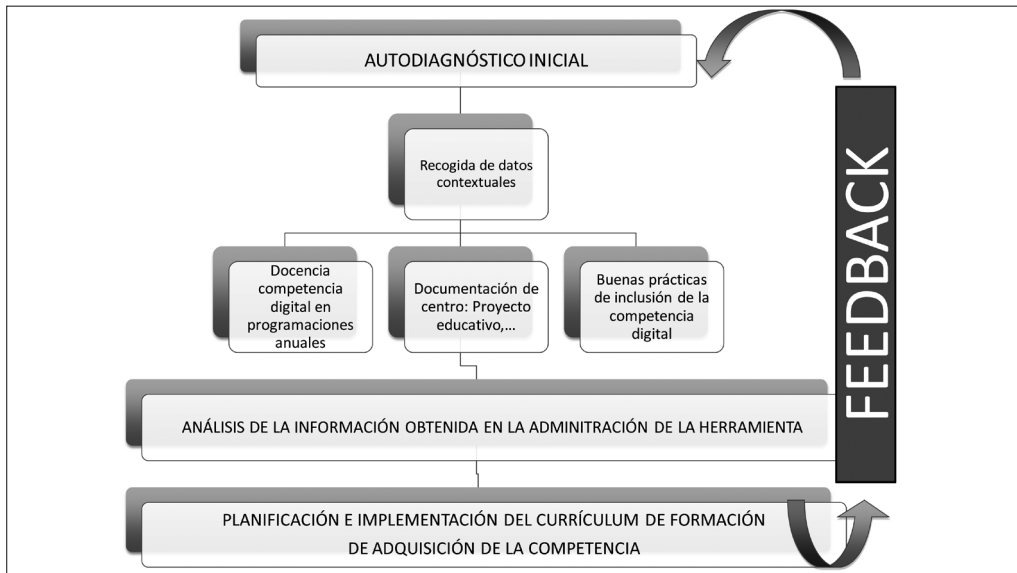 AUTODIAGNÓSTICO INICIAL
Recogida de datos
contextuales
Docencia
competencia
digital en
programaciones
anuales
Documentación de
centro: Proyecto
educativo,...
Buenas prácticas
de inclusión de la
competencia
digital
ANÁLISIS DE LA INFORMACIÓN OBTENIDA EN LA ADMINITRACIÓN DE LA HERRAMIENTA
PLANIFICACIÓN E IMPLEMENTACIÓN DEL CURRÍCULUM DE FORMACIÓN
DE ADQUISICIÓN DE LA COMPETENCIA
FEEDBACK